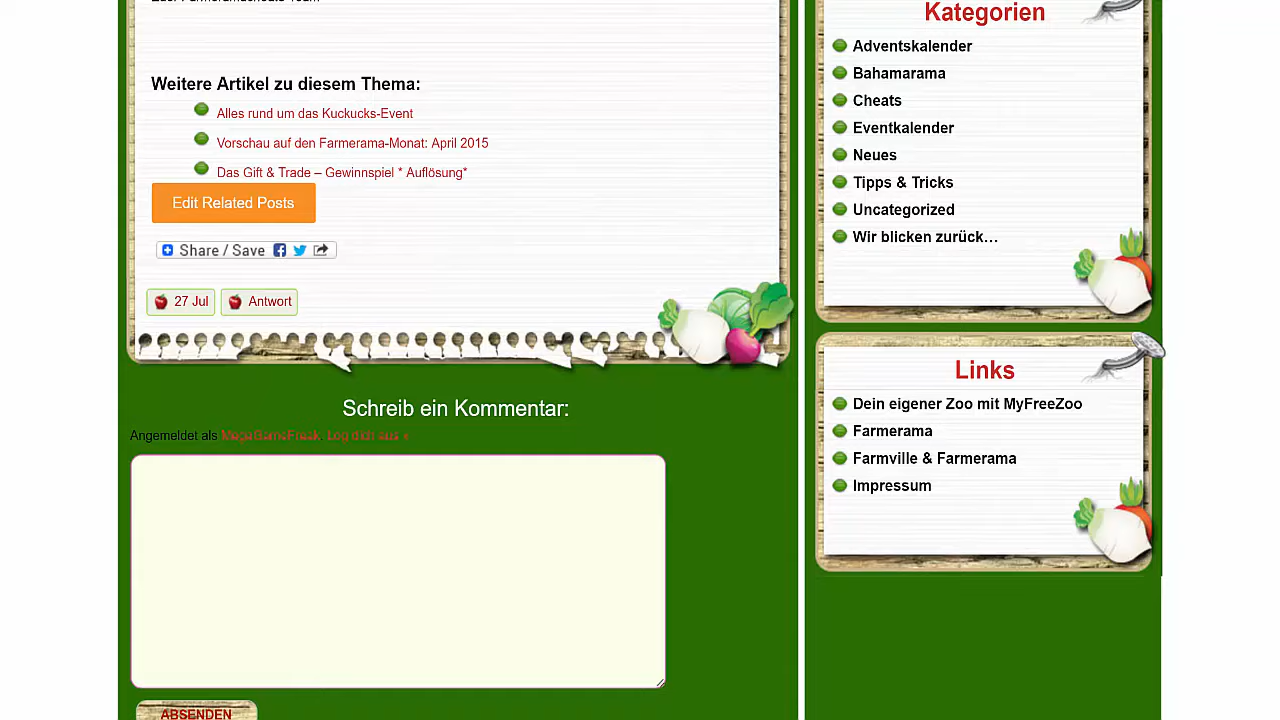 Weitere Artikel zu diesem Thema:
Alles rund um das Kuckucks-Event
Vorschau auf den Farmerama-Monat: April 2015
Das Gift & Trade – Gewinnspiel * Auflösung*
Edit Related Posts
Share / Save
27 Jul
Antwort
Schreib ein Kommentar:
Angemeldet als MegaGameFreak. Log dich aus »
ABSENDEN
Kategorien
Adventskalender
Bahamarama
Cheats
Eventkalender
Neues
Tipps & Tricks
Uncategorized
Wir blicken zurück…
Links
Dein eigener Zoo mit MyFreeZoo
Farmerama
Farmville & Farmerama
Impressum